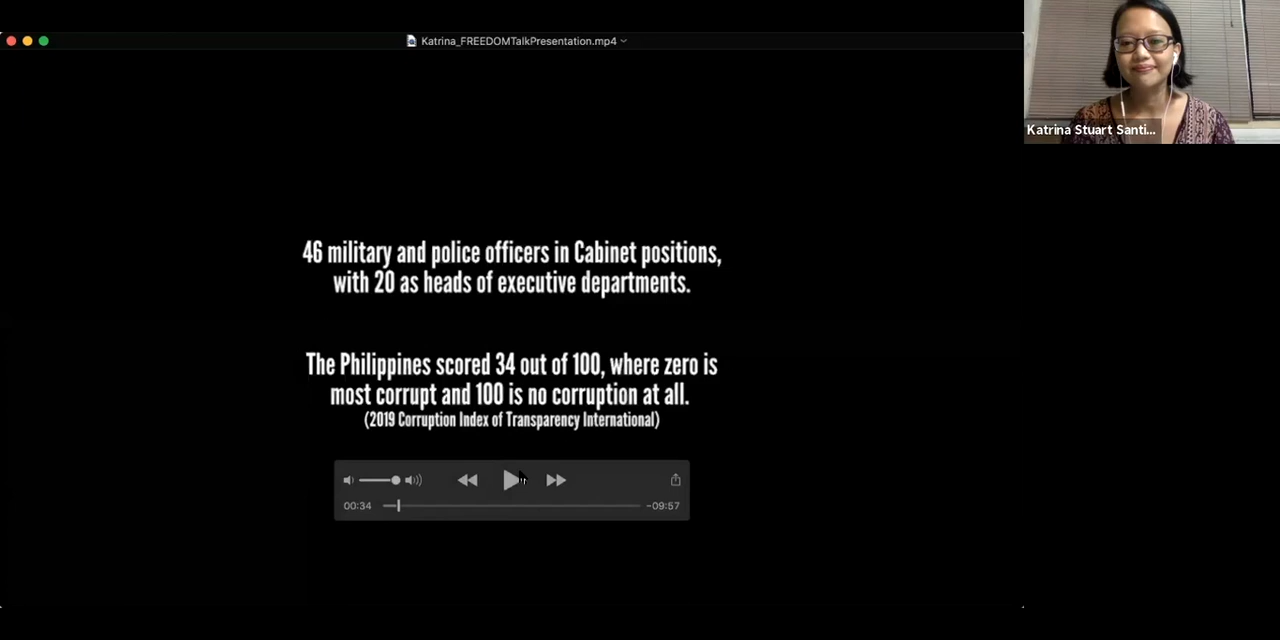 Katrina_FREEDOMTalkPresentation.mp4
Katrina Stuart Santi...
46 military and police officers in Cabinet positions,
with 20 as heads of executive departments.
The Philippines scored 34 out of 100, where zero is
most corrupt and 100 is no corruption at all.
(2019 Corruption Index of Transparency International)
00:34
-09:57